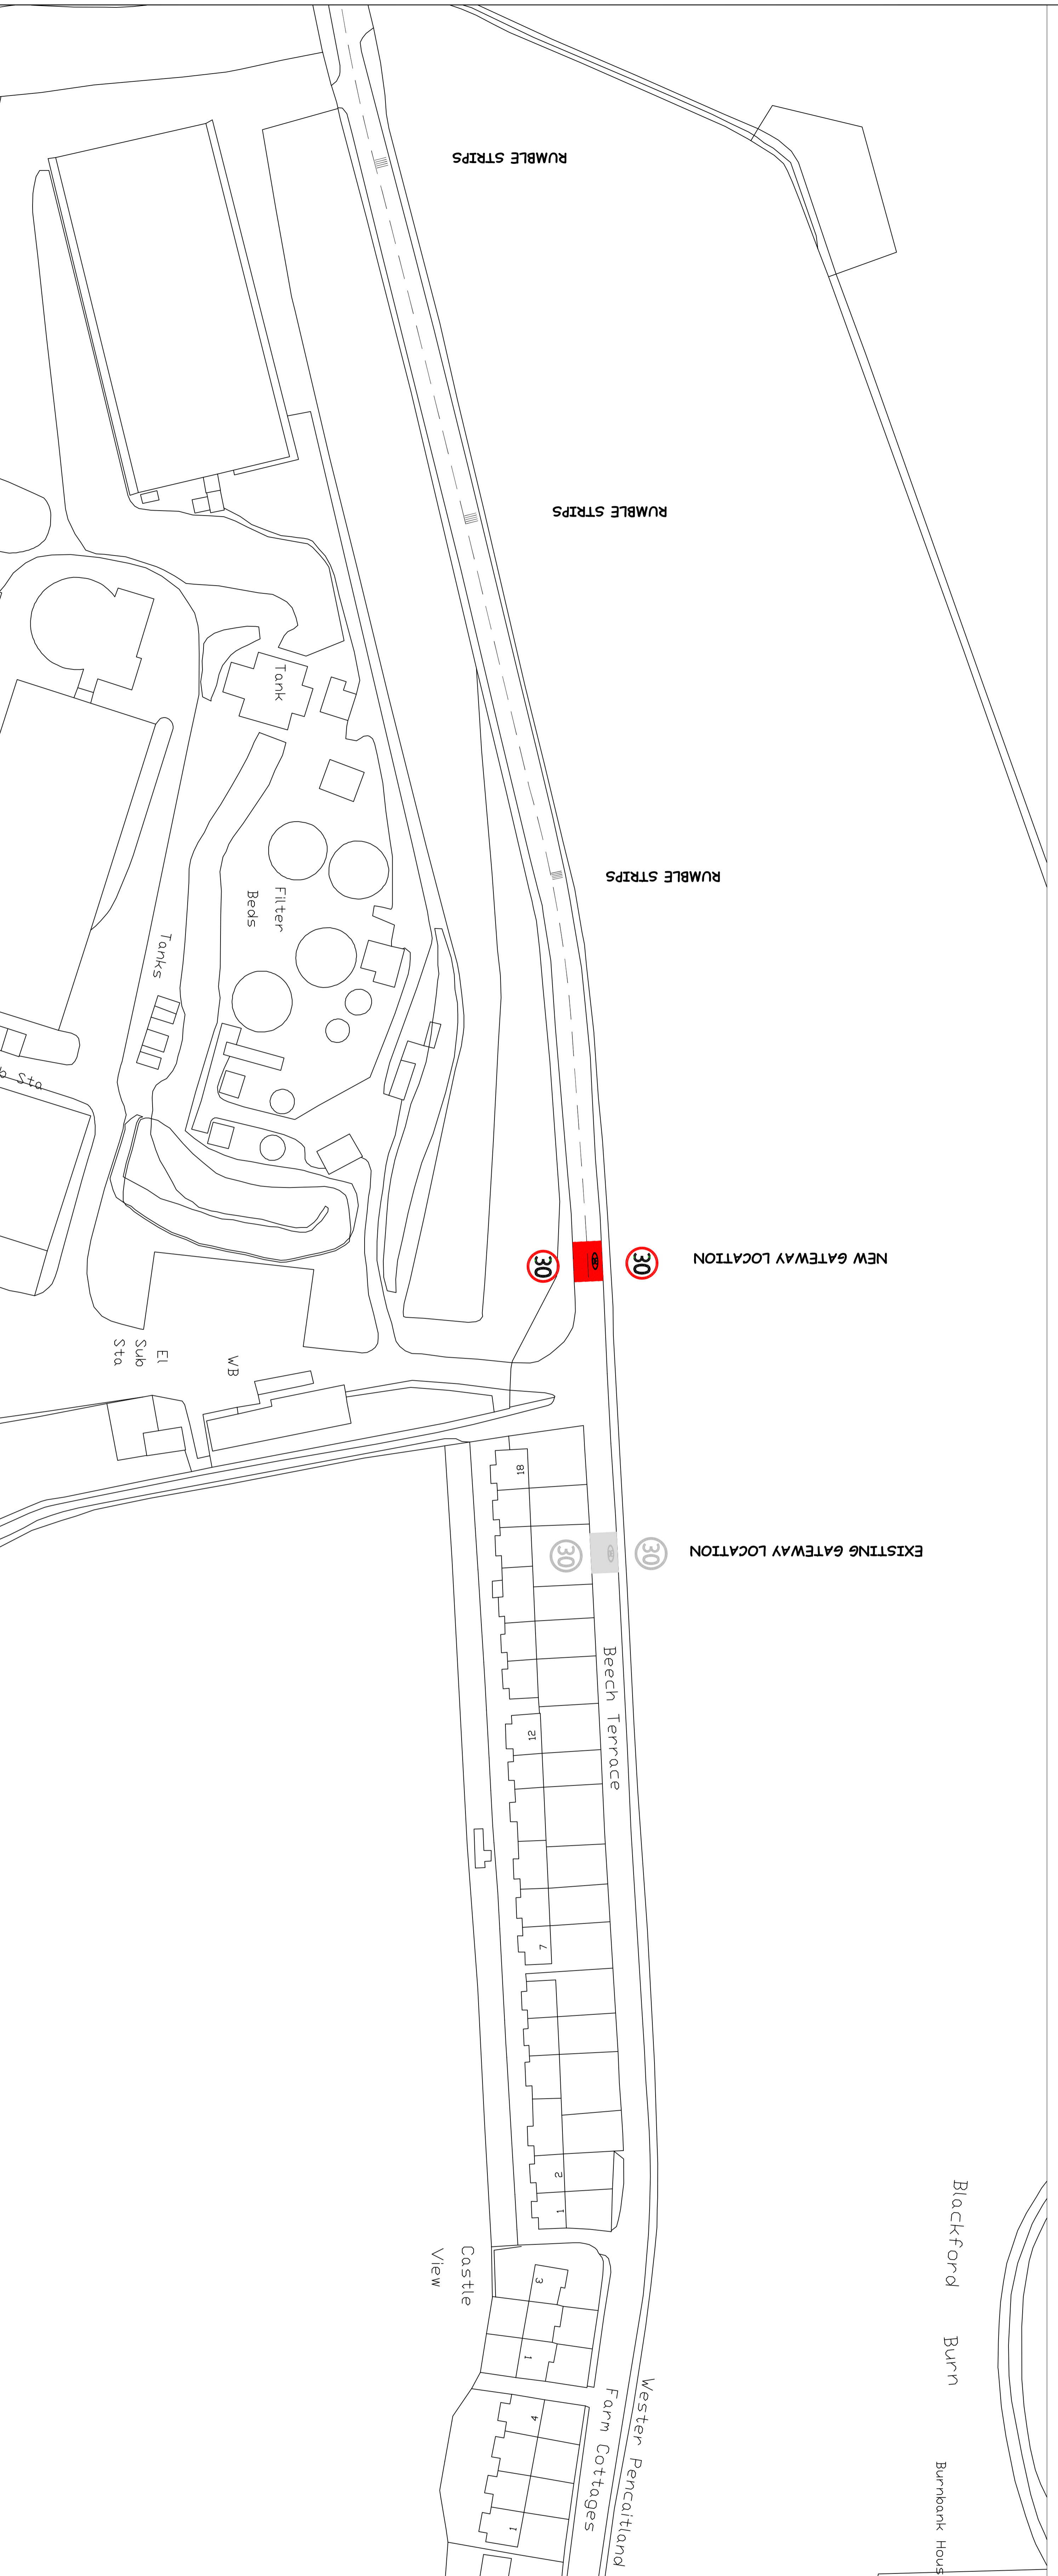 RUMBLE STRIPS
RUMBLE STRIPS
Tank
RUMBLE STRIPS
Filter
Beds
Tanks
Sta
30
30
NEW GATEWAY LOCATION
El
Sub
Sta
WB
18
30
30
EXISTING GATEWAY LOCATION
Beech Terrace
12
7
2
1
Blackford Burn
Castle
View
3
1
Wester Pencaitland
Farm Cottages
4
1
Burnbank Hous